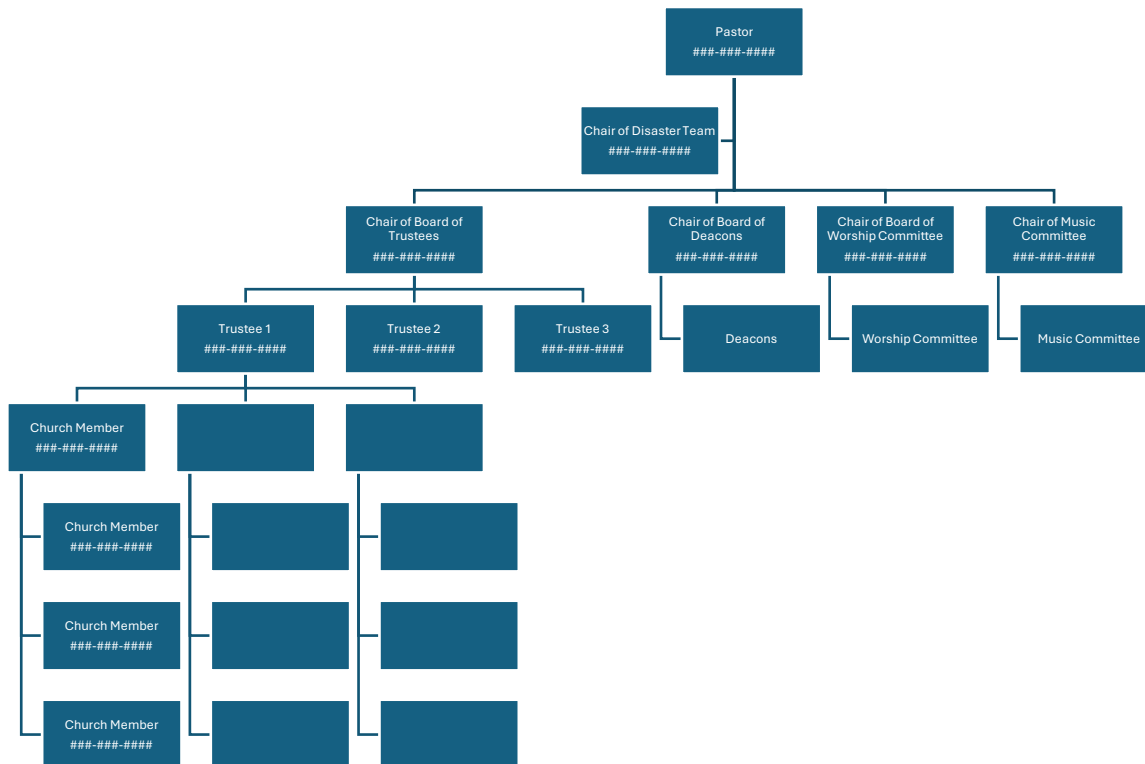 Pastor
###-###-####
Chair of Disaster Team
###-###-####
Chair of Board of
Trustees
###-###-####
Chair of Board of
Deacons
###-###-####
Chair of Board of
Worship Committee
###-###-####
Chair of Music
Committee
###-###-####
Trustee 1
###-###-####
Trustee 2
###-###-####
Trustee 3
###-###-####
Deacons
Worship Committee
Music Committee
Church Member
###-###-####
Church Member
###-###-####
Church Member
###-###-####
Church Member
###-###-####